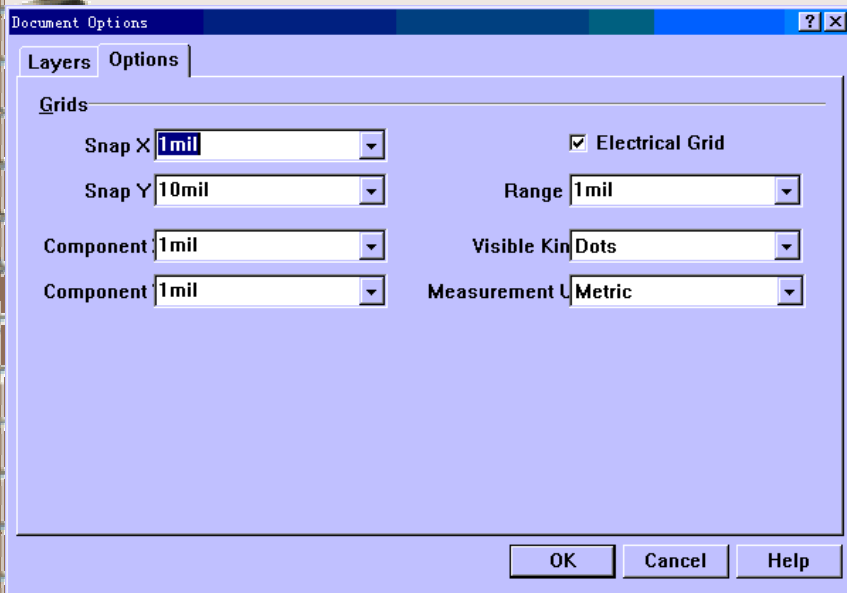 Document Options
Layers Options
Grids
Snap X 1mil Electrical Grid
Snap Y 10mil Range 1mil
Component 1mil Visible Kin Dots
Component 1mil Measurement U Metric
OK Cancel Help